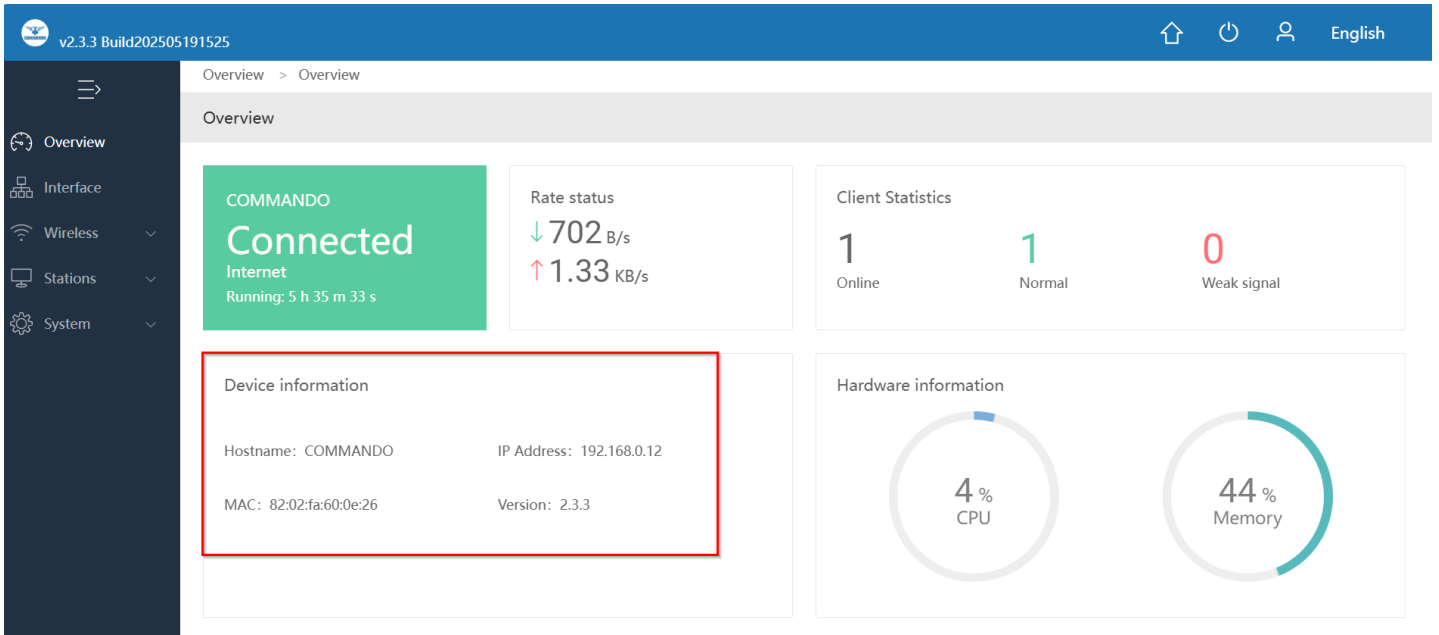 v2.3.3 Build202505191525
English
Overview > Overview
Overview
Overview
Interface
Wireless
Stations
System
COMMANDO
Connected
Internet
Running: 5 h 35 m 33 s
Rate status
↓ 702 B/s
↑ 1.33 KB/s
Client Statistics
1 1 0
Online Normal Weak signal
Device information
Hostname: COMMANDO IP Address: 192.168.0.12
MAC: 82:02:fa:60:0e:26 Version: 2.3.3
Hardware information
4 %
CPU
44 %
Memory